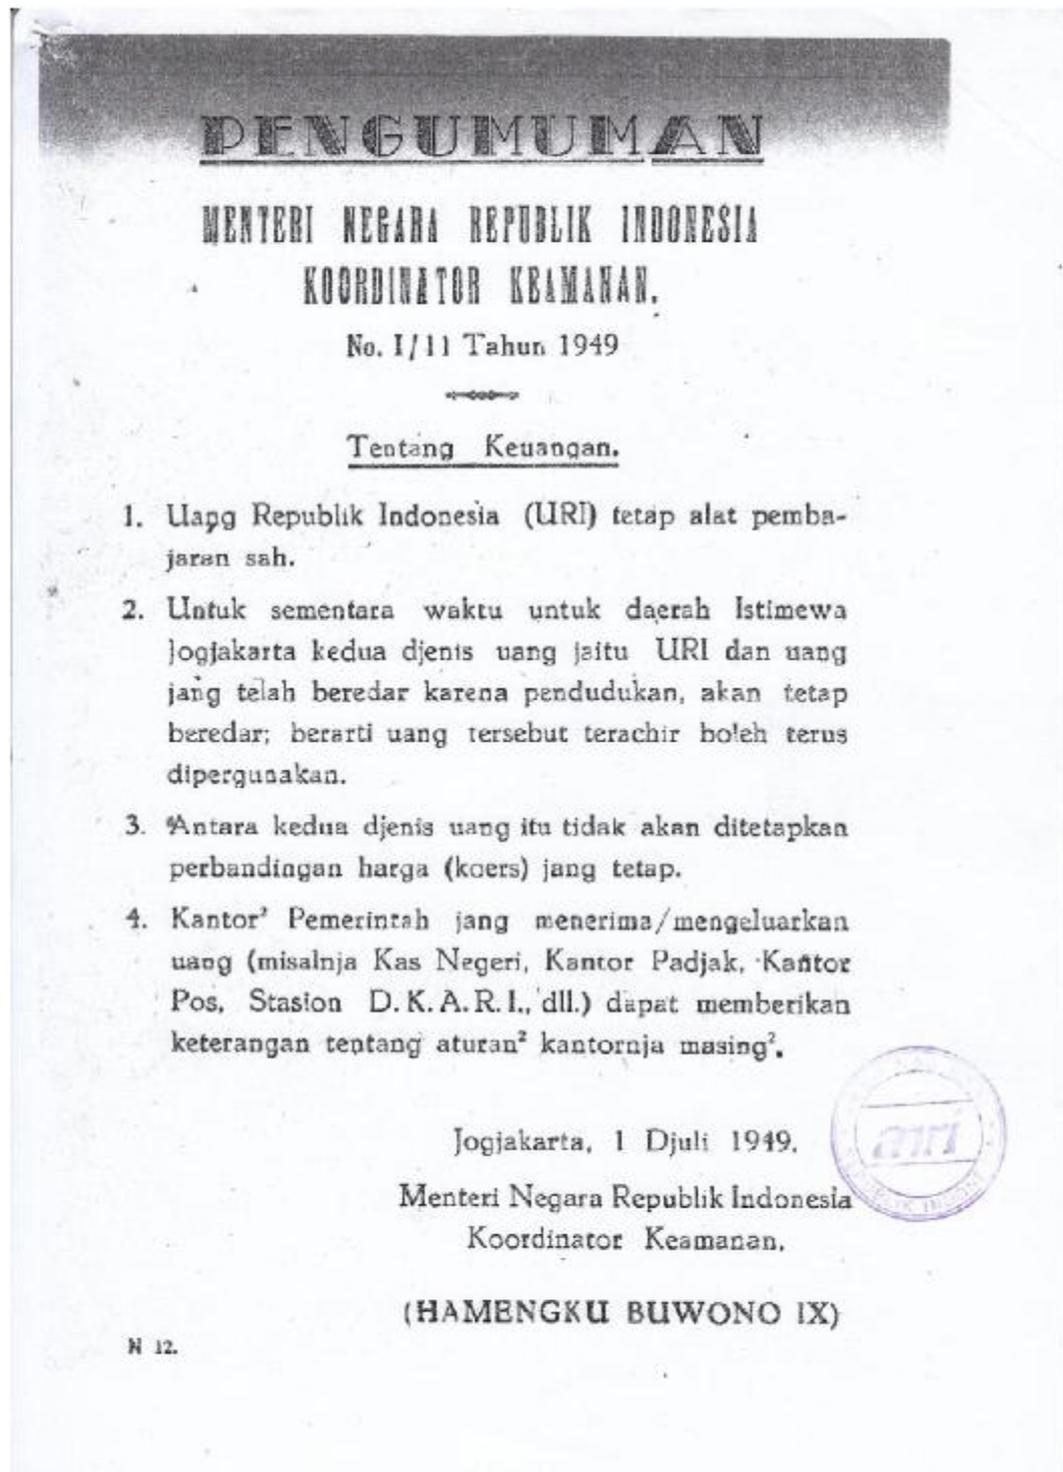 PENGUMUMAN
MENTERI NEGARA REPUBLIK INDONESIA
KOORDINATOR KEAMANAN.
No. I/11 Tahun 1949
Tentang Keuangan.
1. Uang Republik Indonesia (URI) tetap alat pemba-
jaran sah.
2. Untuk sementara waktu untuk daerah Istimewa
Jogjakarta kedua djenis uang jaitu URI dan uang
jang telah beredar karena pendudukan, akan tetap
beredar; berarti uang tersebut terachir boleh terus
dipergunakan.
3. Antara kedua djenis uang itu tidak akan ditetapkan
perbandingan harga (koers) jang tetap.
4. Kantor² Pemerintah jang menerima/mengeluarkan
uang (misalnja Kas Negeri, Kantor Padjak, Kantor
Pos, Stasion D.K.A.R.I., dll.) dapat memberikan
keterangan tentang aturan² kantornja masing².
Jogjakarta, 1 Djuli 1949.
Menteri Negara Republik Indonesia
Koordinator Keamanan,
(HAMENGKU BUWONO IX)
N 12.
anri